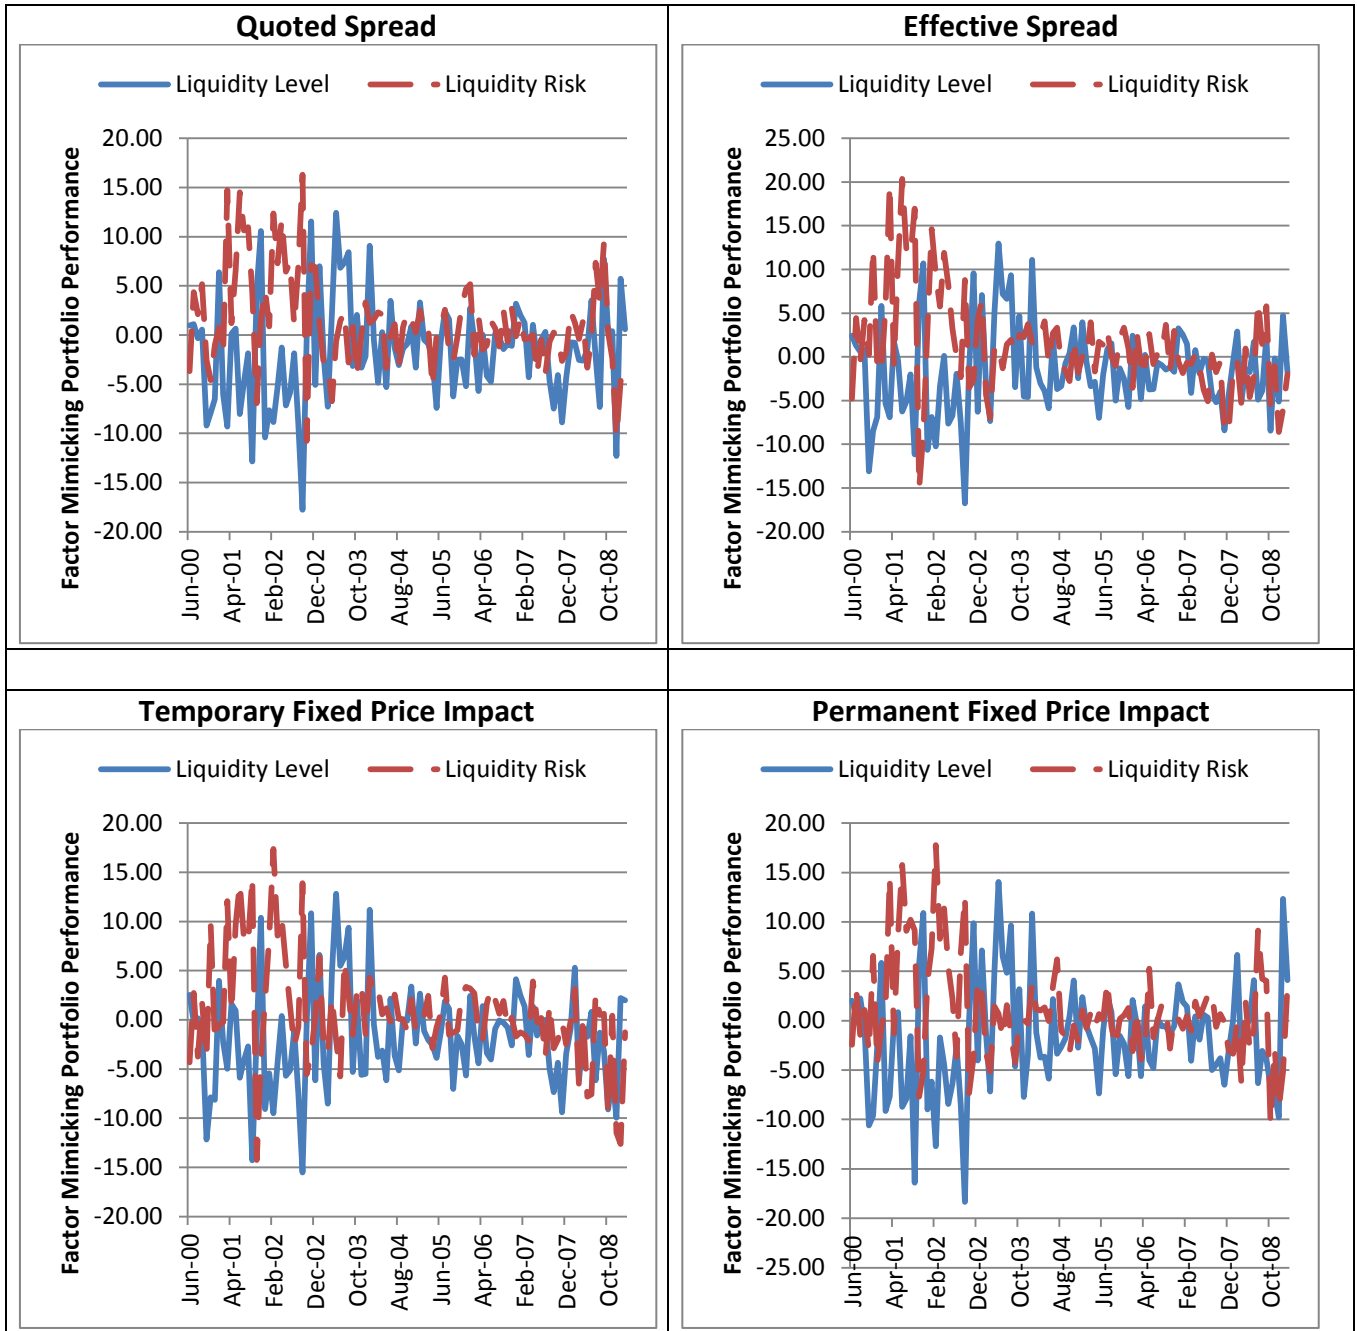 Quoted Spread
Liquidity Level
Liquidity Risk
Factor Mimicking Portfolio Performance
20.00
15.00
10.00
5.00
0.00
-5.00
-10.00
-15.00
-20.00
Jun-00
Apr-01
Feb-02
Dec-02
Oct-03
Aug-04
Jun-05
Apr-06
Feb-07
Dec-07
Oct-08
Effective Spread
Liquidity Level
Liquidity Risk
Factor Mimicking Portfolio Performance
25.00
20.00
15.00
10.00
5.00
0.00
-5.00
-10.00
-15.00
-20.00
Jun-00
Apr-01
Feb-02
Dec-02
Oct-03
Aug-04
Jun-05
Apr-06
Feb-07
Dec-07
Oct-08
Temporary Fixed Price Impact
Liquidity Level
Liquidity Risk
Factor Mimicking Portfolio Performance
20.00
15.00
10.00
5.00
0.00
-5.00
-10.00
-15.00
-20.00
Jun-00
Apr-01
Feb-02
Dec-02
Oct-03
Aug-04
Jun-05
Apr-06
Feb-07
Dec-07
Oct-08
Permanent Fixed Price Impact
Liquidity Level
Liquidity Risk
Factor Mimicking Portfolio Performance
20.00
15.00
10.00
5.00
0.00
-5.00
-10.00
-15.00
-20.00
-25.00
Jun-00
Apr-01
Feb-02
Dec-02
Oct-03
Aug-04
Jun-05
Apr-06
Feb-07
Dec-07
Oct-08